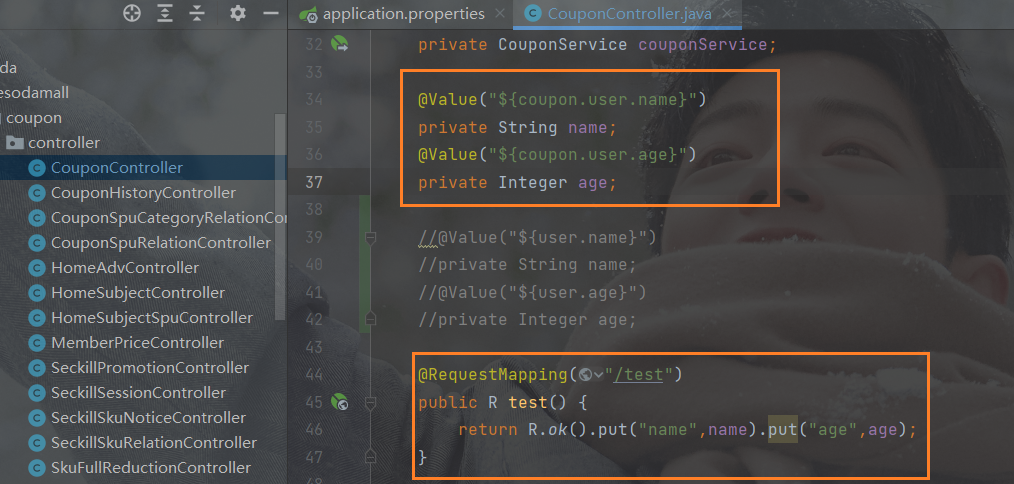 application.properties
CouponController.java
da
esodamall
coupon
controller
CouponController
CouponHistoryController
CouponSpuCategoryRelationCo
CouponSpuRelationController
HomeAdvController
HomeSubjectController
HomeSubjectSpuController
MemberPriceController
SeckillPromotionController
SeckillSessionController
SeckillSkuNoticeController
SeckillSkuRelationController
SkuFullReductionController
32 private CouponService couponService;
33
34 @Value("${coupon.user.name}")
35 private String name;
36 @Value("${coupon.user.age}")
37 private Integer age;
38
39 //@Value("${user.name}")
40 //private String name;
41 //@Value("${user.age}")
42 //private Integer age;
43
44 @RequestMapping("/test")
45 public R test() {
46 return R.ok().put("name",name).put("age",age);
47 }